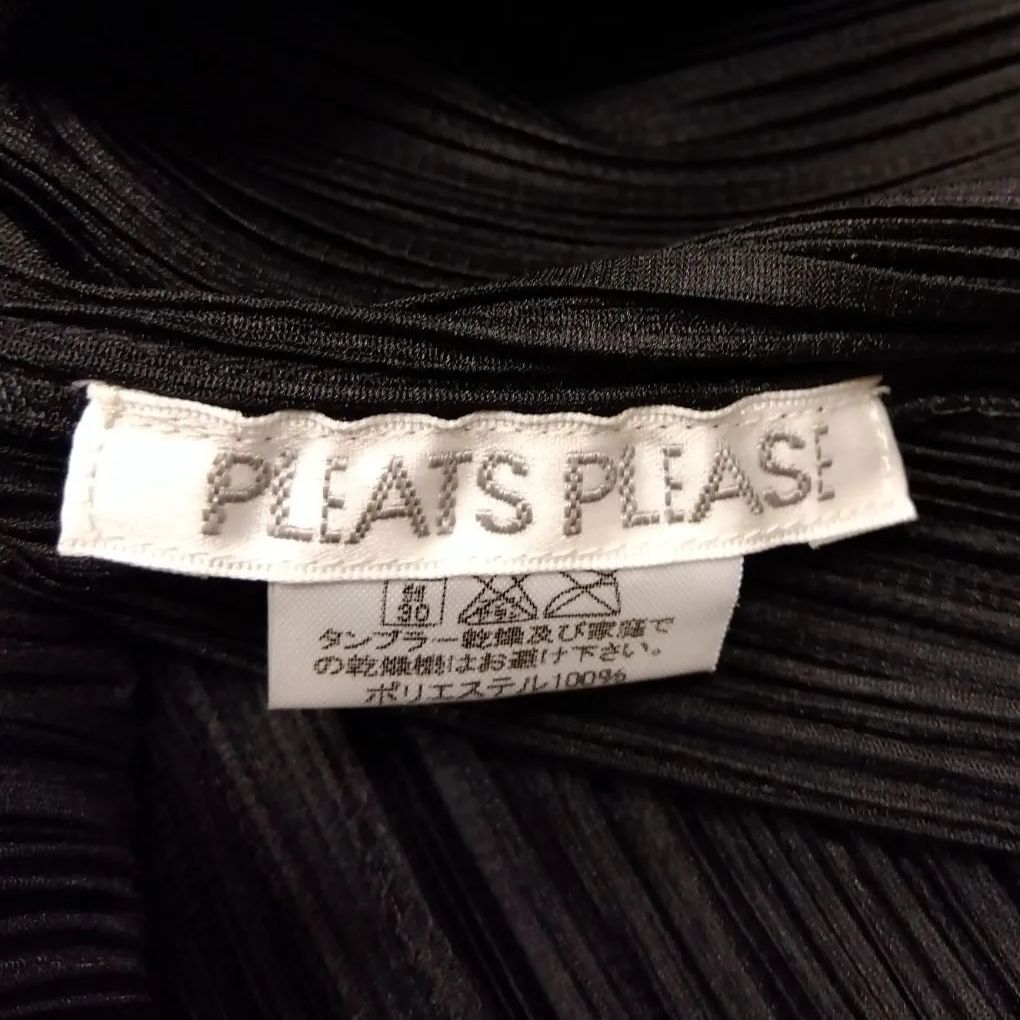 PLEATS PLEASE
30
タンブラー乾燥及び家庭で
の乾燥機はお避け下さい。
ポリエステル100%